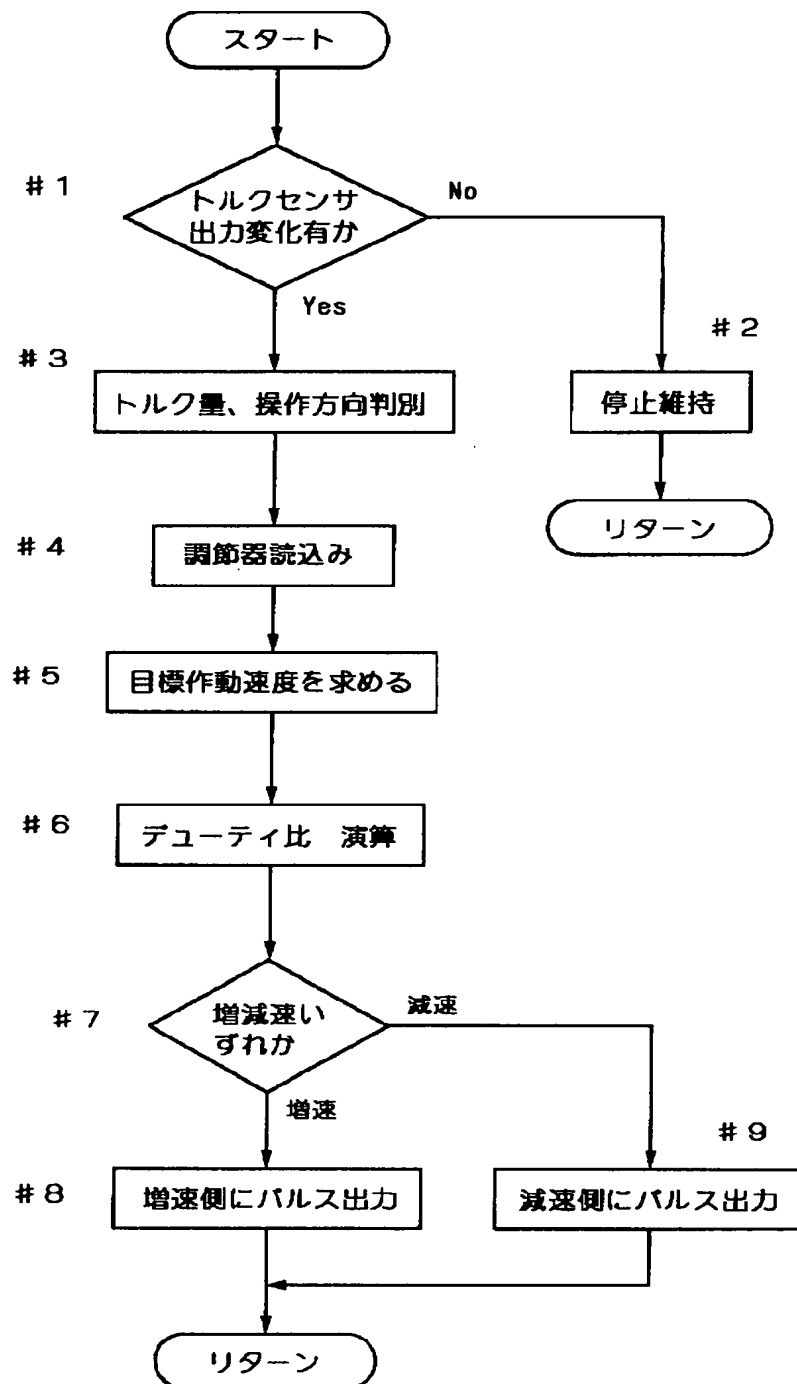 スタート
#1
トルクセンサ
出力変化有か
No
Yes
#2
#3
トルク量、操作方向判別
停止維持
リターン
#4
調節器読込み
#5
目標作動速度を求める
#6
デューティ比 演算
#7
増減速い
ずれか
減速
増速
#9
#8
増速側にパルス出力
減速側にパルス出力
リターン